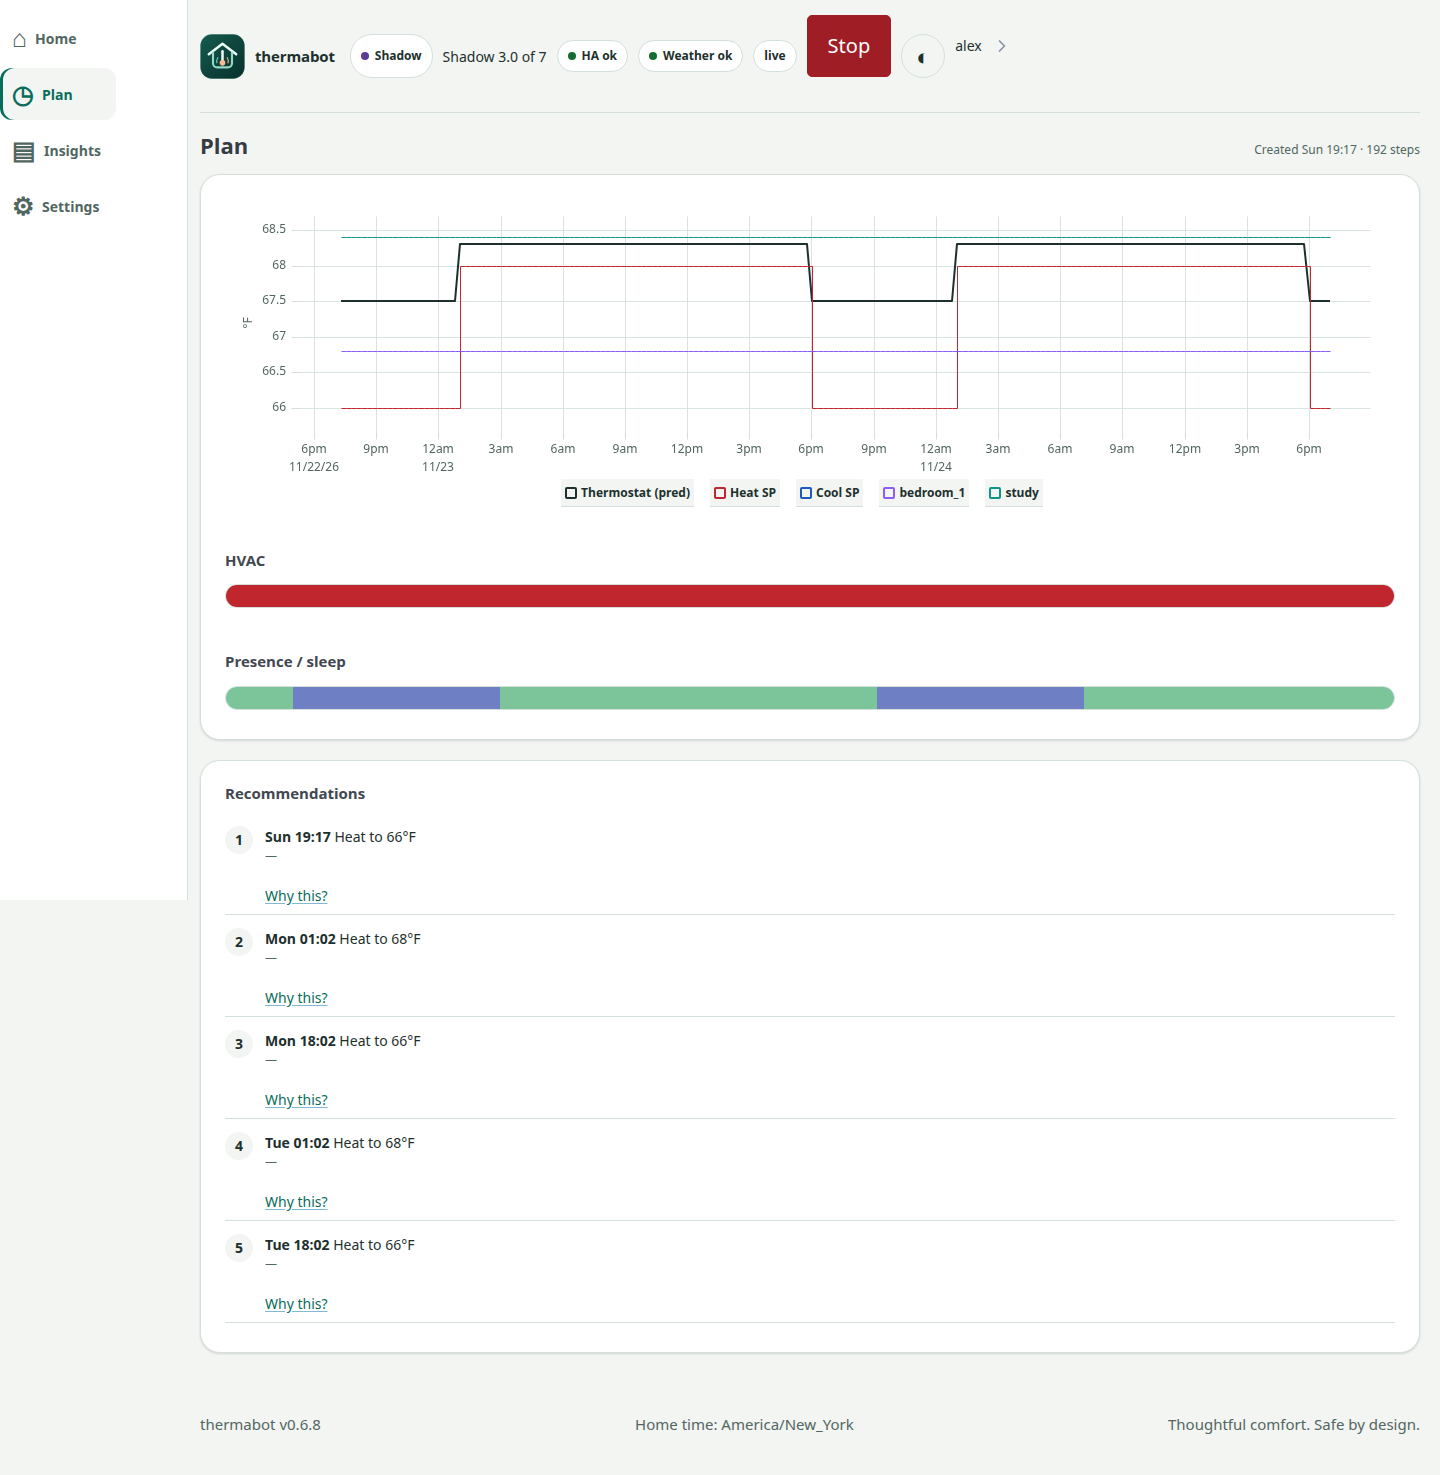 Home
Plan
Insights
Settings
thermabot
Shadow
Shadow 3.0 of 7
HA ok
Weather ok
live
Stop
alex
Plan
Created Sun 19:17 · 192 steps
68.5
68
67.5
67
66.5
66
°F
6pm 9pm 12am 3am 6am 9am 12pm 3pm 6pm 9pm 12am 3am 6am 9am 12pm 3pm 6pm
11/22/26 11/23 11/24
Thermostat (pred) Heat SP Cool SP bedroom_1 study
HVAC
Presence / sleep
Recommendations
1 Sun 19:17 Heat to 66°F
—
Why this?
2 Mon 01:02 Heat to 68°F
—
Why this?
3 Mon 18:02 Heat to 66°F
—
Why this?
4 Tue 01:02 Heat to 68°F
—
Why this?
5 Tue 18:02 Heat to 66°F
—
Why this?
thermabot v0.6.8
Home time: America/New_York
Thoughtful comfort. Safe by design.